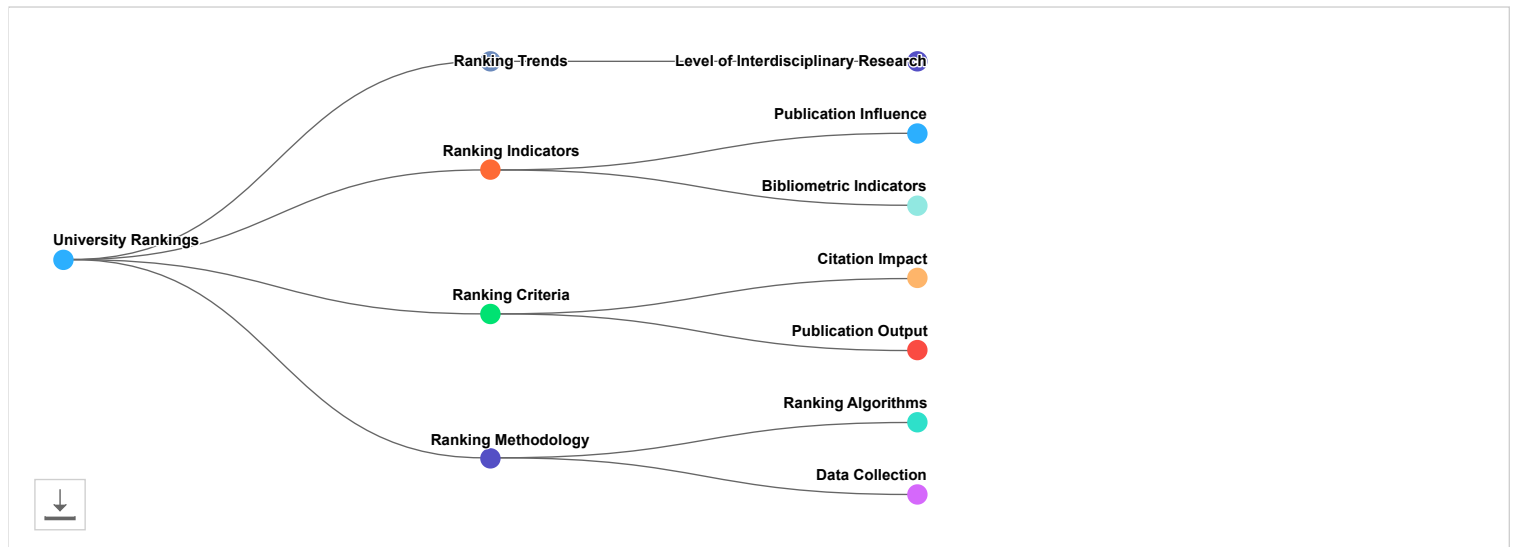 Ranking Trends
Level of Interdisciplinary Research
Publication Influence
Ranking Indicators
Bibliometric Indicators
University Rankings
Citation Impact
Ranking Criteria
Publication Output
Ranking Algorithms
Ranking Methodology
Data Collection